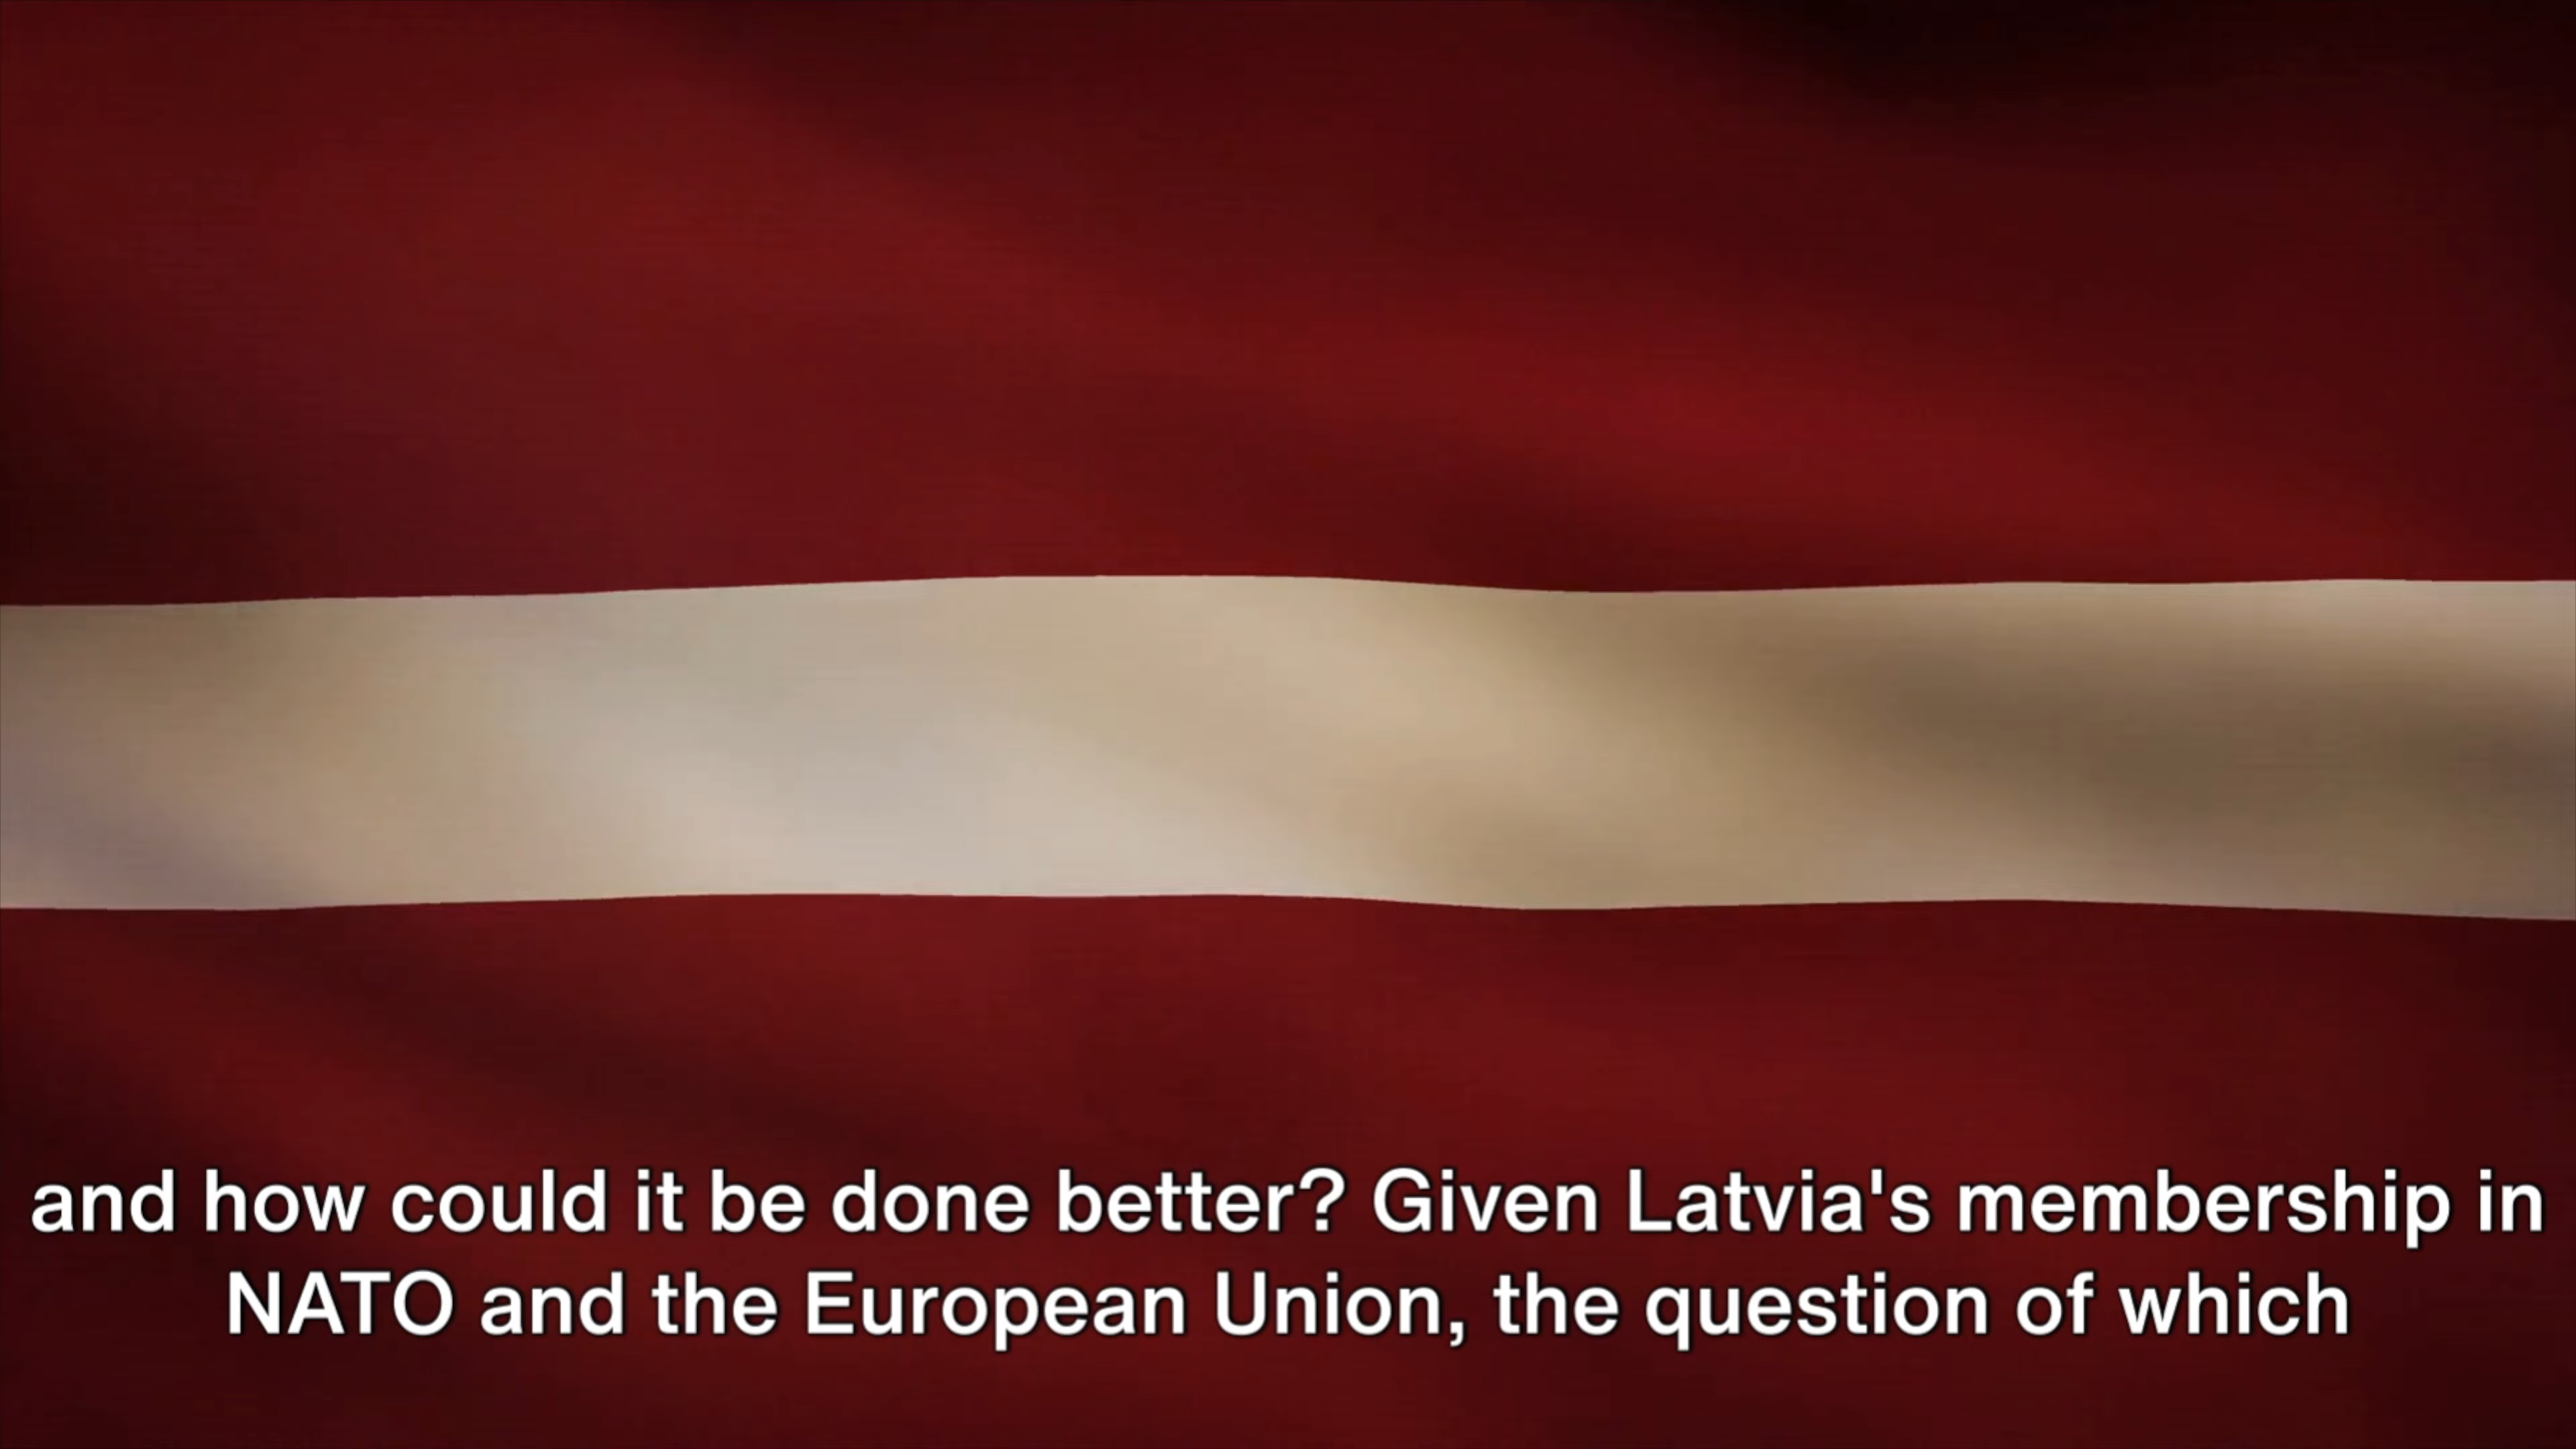 and how could it be done better? Given Latvia's membership in
NATO and the European Union, the question of which